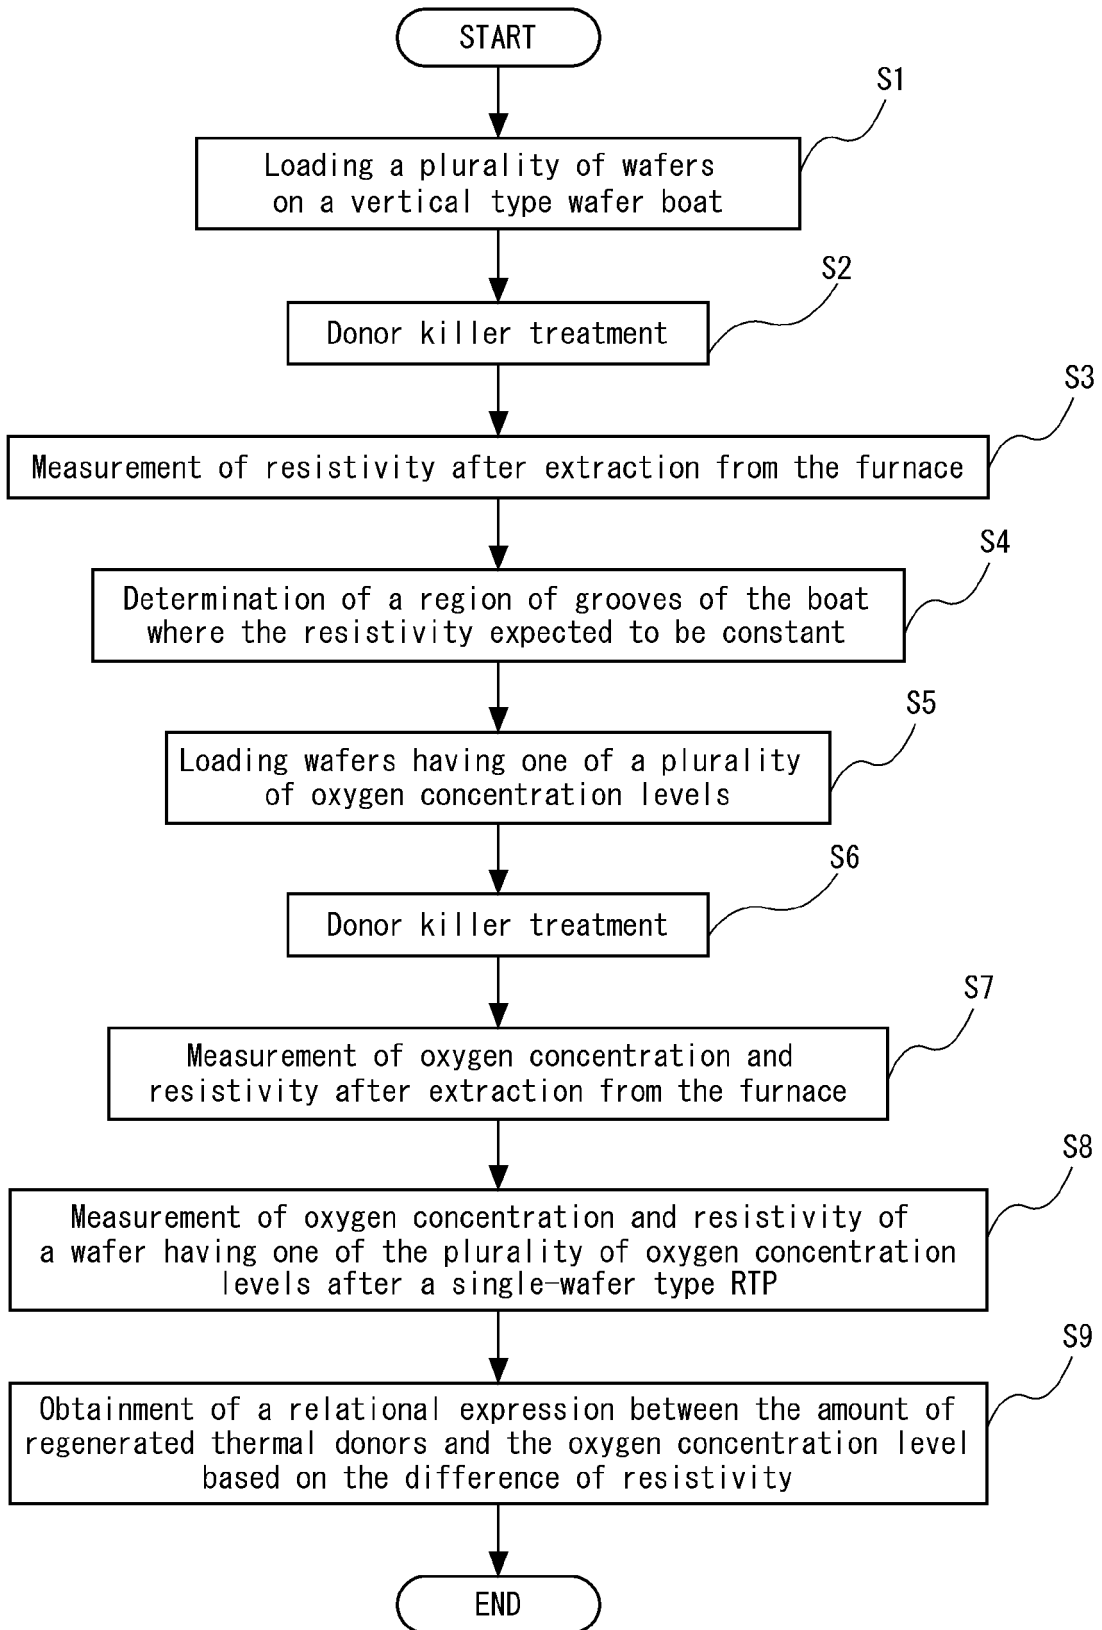 START
S1
Loading a plurality of wafers
on a vertical type wafer boat
S2
Donor killer treatment
S3
Measurement of resistivity after extraction from the furnace
S4
Determination of a region of grooves of the boat
where the resistivity expected to be constant
S5
Loading wafers having one of a plurality
of oxygen concentration levels
S6
Donor killer treatment
S7
Measurement of oxygen concentration and
resistivity after extraction from the furnace
S8
Measurement of oxygen concentration and resistivity of
a wafer having one of the plurality of oxygen concentration
levels after a single-wafer type RTP
S9
Obtainment of a relational expression between the amount of
regenerated thermal donors and the oxygen concentration level
based on the difference of resistivity
END